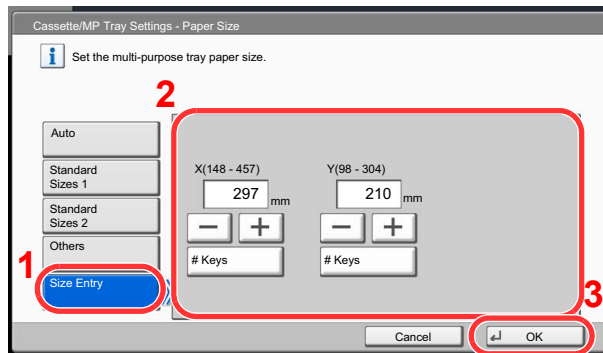 Cassette/MP Tray Settings - Paper Size
i Set the multi-purpose tray paper size.
2
Auto
Standard
Sizes 1
Standard
Sizes 2
Others
1
Size Entry
X(148 - 457)
297 mm
− +
# Keys
Y(98 - 304)
210 mm
− +
# Keys
3
Cancel
OK